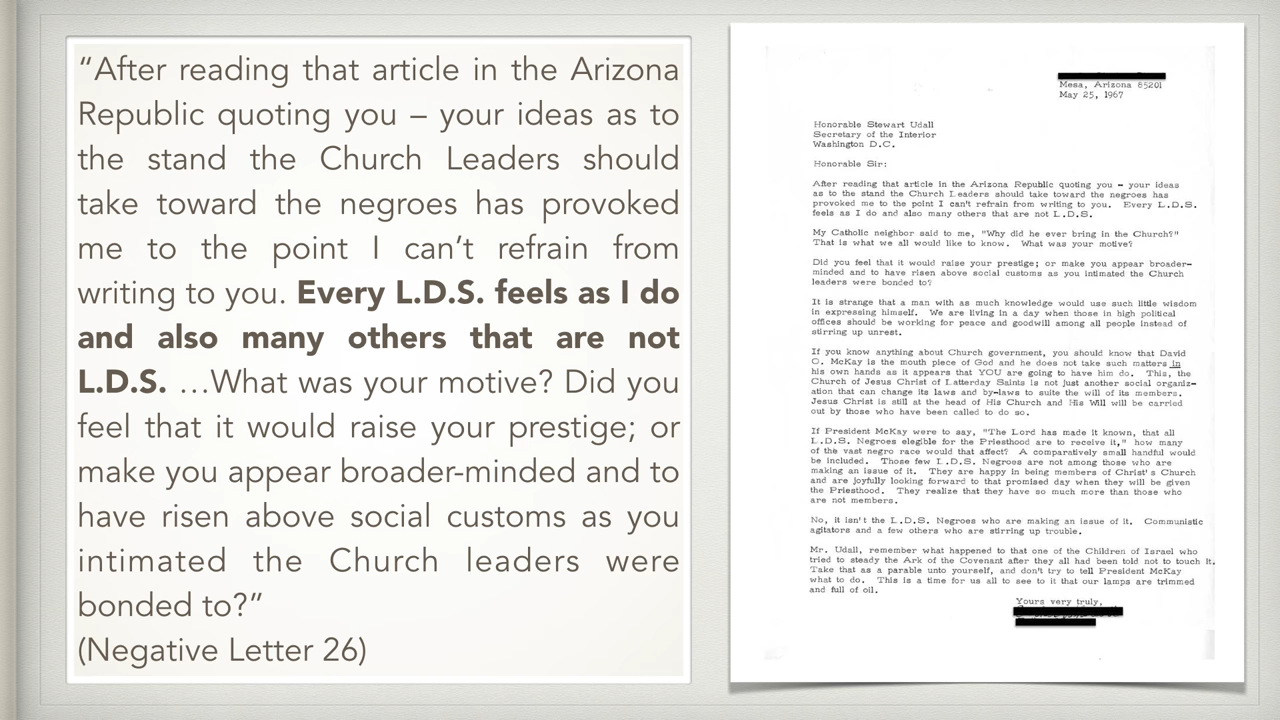 “After reading that article in the Arizona
Republic quoting you – your ideas as to
the stand the Church Leaders should
take toward the negroes has provoked
me to the point I can’t refrain from
writing to you. Every L.D.S. feels as I do
and also many others that are not
L.D.S. …What was your motive? Did you
feel that it would raise your prestige; or
make you appear broader-minded and to
have risen above social customs as you
intimated the Church leaders were
bonded to?”
(Negative Letter 26)
Mesa, Arizona 85201
May 25, 1967
Honorable Stewart Udall
Secretary of the Interior
Washington D.C.
Honorable Sir:
After reading that article in the Arizona Republic quoting you - your ideas
as to the stand the Church Leaders should take toward the negroes has
provoked me to the point I can't refrain from writing to you. Every L.D.S.
feels as I do and also many others that are not L.D.S.
My Catholic neighbor said to me, "Why did he ever bring in the Church?"
That is what we all would like to know. What was your motive?
Did you feel that it would raise your prestige; or make you appear broader-
minded and to have risen above social customs as you intimated the Church
leaders were bonded to?
It is strange that a man with as much knowledge would use such little wisdom
in expressing himself. We are living in a day when those in high political
offices should be working for peace and goodwill among all people instead of
stirring up unrest.
If you know anything about Church government, you should know that David
O. McKay is the mouth piece of God and he does not take such matters in
his own hands as it appears that YOU are going to have him do. This, the
Church of Jesus Christ of Latterday Saints is not just another social organiz-
ation that can change its laws and by-laws to suite the will of its members.
Jesus Christ is still at the head of His Church and His Will will be carried
out by those who have been called to do so.
If President McKay were to say, "The Lord has made it known, that all
L.D.S. Negroes elegible for the Priesthood are to receive it," how many
of the vast negro race would that affect? A comparatively small handful would
be included. Those few L.D.S. Negroes are not among those who are
making an issue of it. They are happy in being members of Christ's Church
and are joyfully looking forward to that promised day when they will be given
the Priesthood. They realize that they have so much more than those who
are not members.
No, it isn't the L.D.S. Negroes who are making an issue of it. Communistic
agitators and a few others who are stirring up trouble.
Mr. Udall, remember what happened to that one of the Children of Israel who
tried to steady the Ark of the Covenant after they all had been told not to touch it.
Take that as a parable unto yourself, and don't try to tell President McKay
what to do. This is a time for us all to see to it that our lamps are trimmed
and full of oil.
Yours very truly,